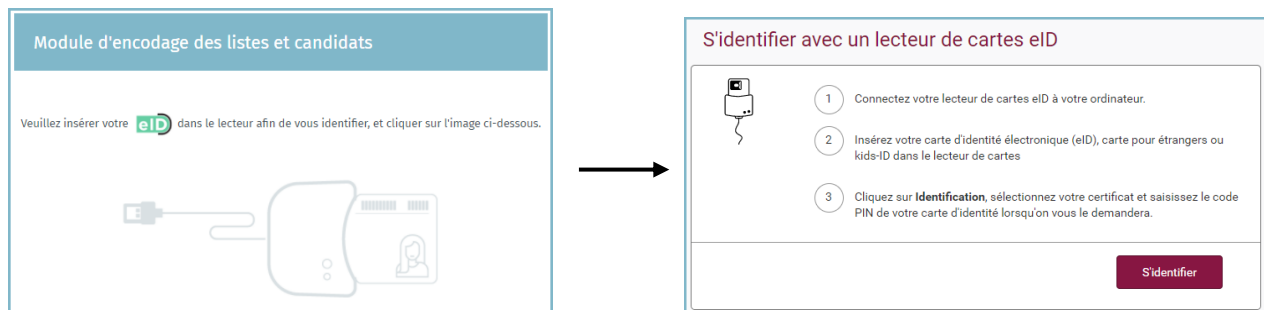 Module d'encodage des listes et candidats
Veuillez insérer votre eID dans le lecteur afin de vous identifier, et cliquer sur l'image ci-dessous.
S'identifier avec un lecteur de cartes eID
1 Connectez votre lecteur de cartes eID à votre ordinateur.
2 Insérez votre carte d'identité électronique (eID), carte pour étrangers ou
kids-ID dans le lecteur de cartes
3 Cliquez sur Identification, sélectionnez votre certificat et saisissez le code
PIN de votre carte d'identité lorsqu'on vous le demandera.
S'identifier